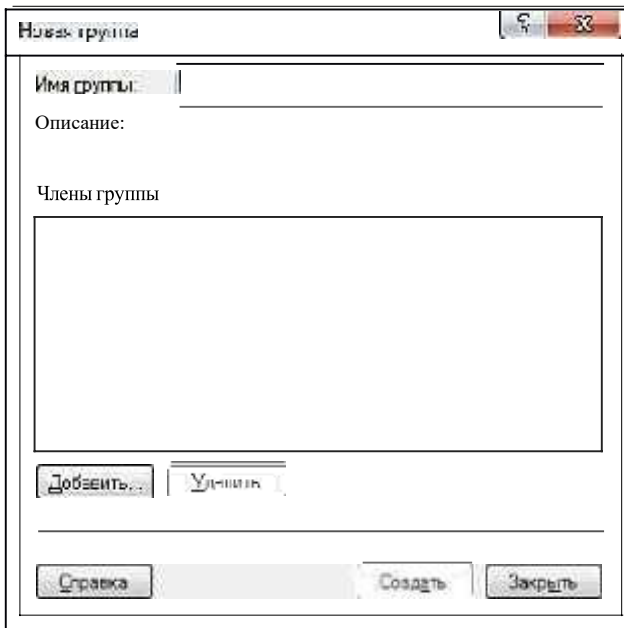 Новая группа
Имя группы:
Описание:
Члены группы
Добавить... Удалить
Справка Создать Закрыть